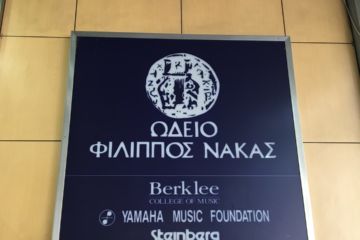 ΩΔΕΙΟ
ΦΙΛΙΠΠΟΣ ΝΑΚΑΣ
Berklee
COLLEGE OF MUSIC
YAMAHA MUSIC FOUNDATION
Steinberg